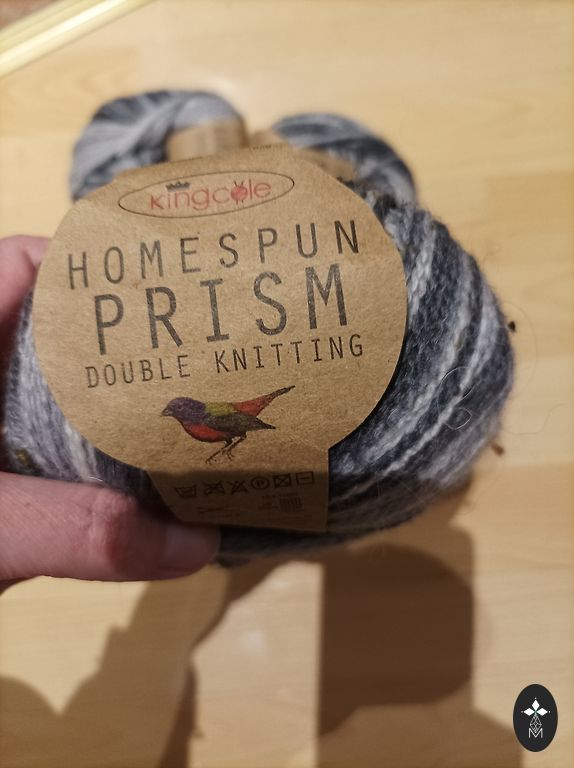 kingcole
HOMESPUN
PRISM
DOUBLE KNITTING
M